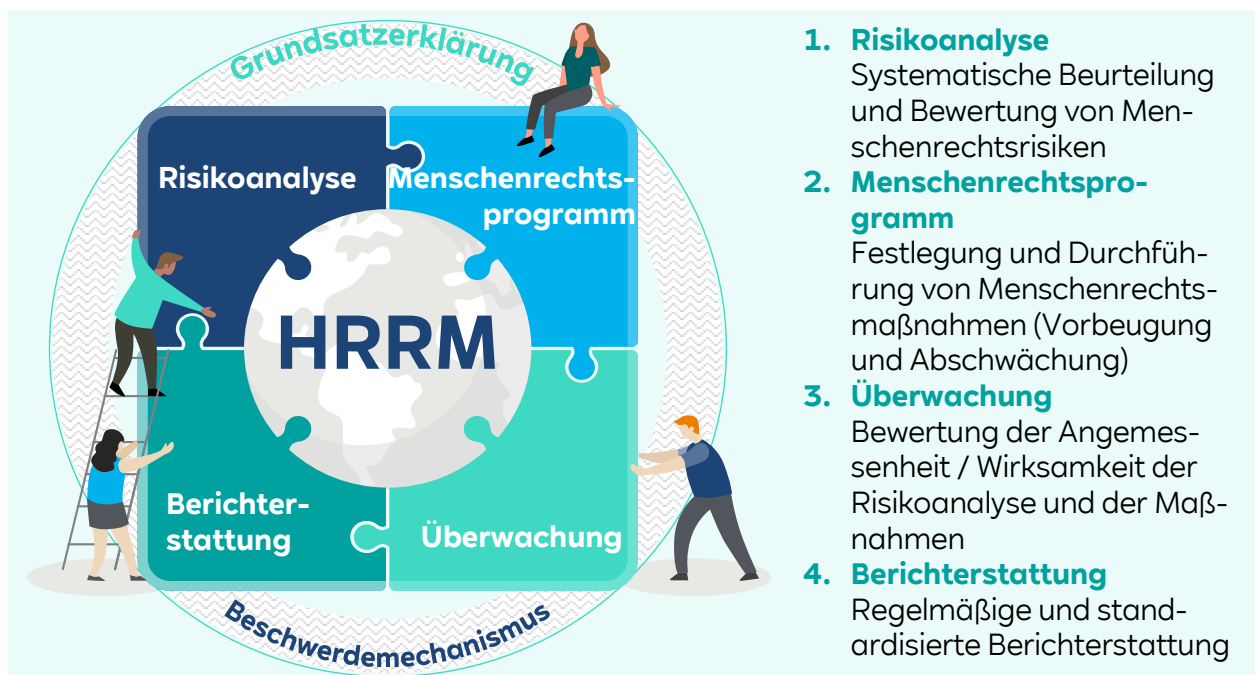 Grundsatzerklärung
Risikoanalyse
Menschenrechts-
programm
HRRM
Berichter-
stattung
Überwachung
Beschwerdemechanismus
1. Risikoanalyse
Systematische Beurteilung
und Bewertung von Men-
schenrechtsrisiken
2. Menschenrechtspro-
gramm
Festlegung und Durchfüh-
rung von Menschenrechts-
maßnahmen (Vorbeugung
und Abschwächung)
3. Überwachung
Bewertung der Angemes-
senheit / Wirksamkeit der
Risikoanalyse und der Maß-
nahmen
4. Berichterstattung
Regelmäßige und stand-
ardisierte Berichterstattung